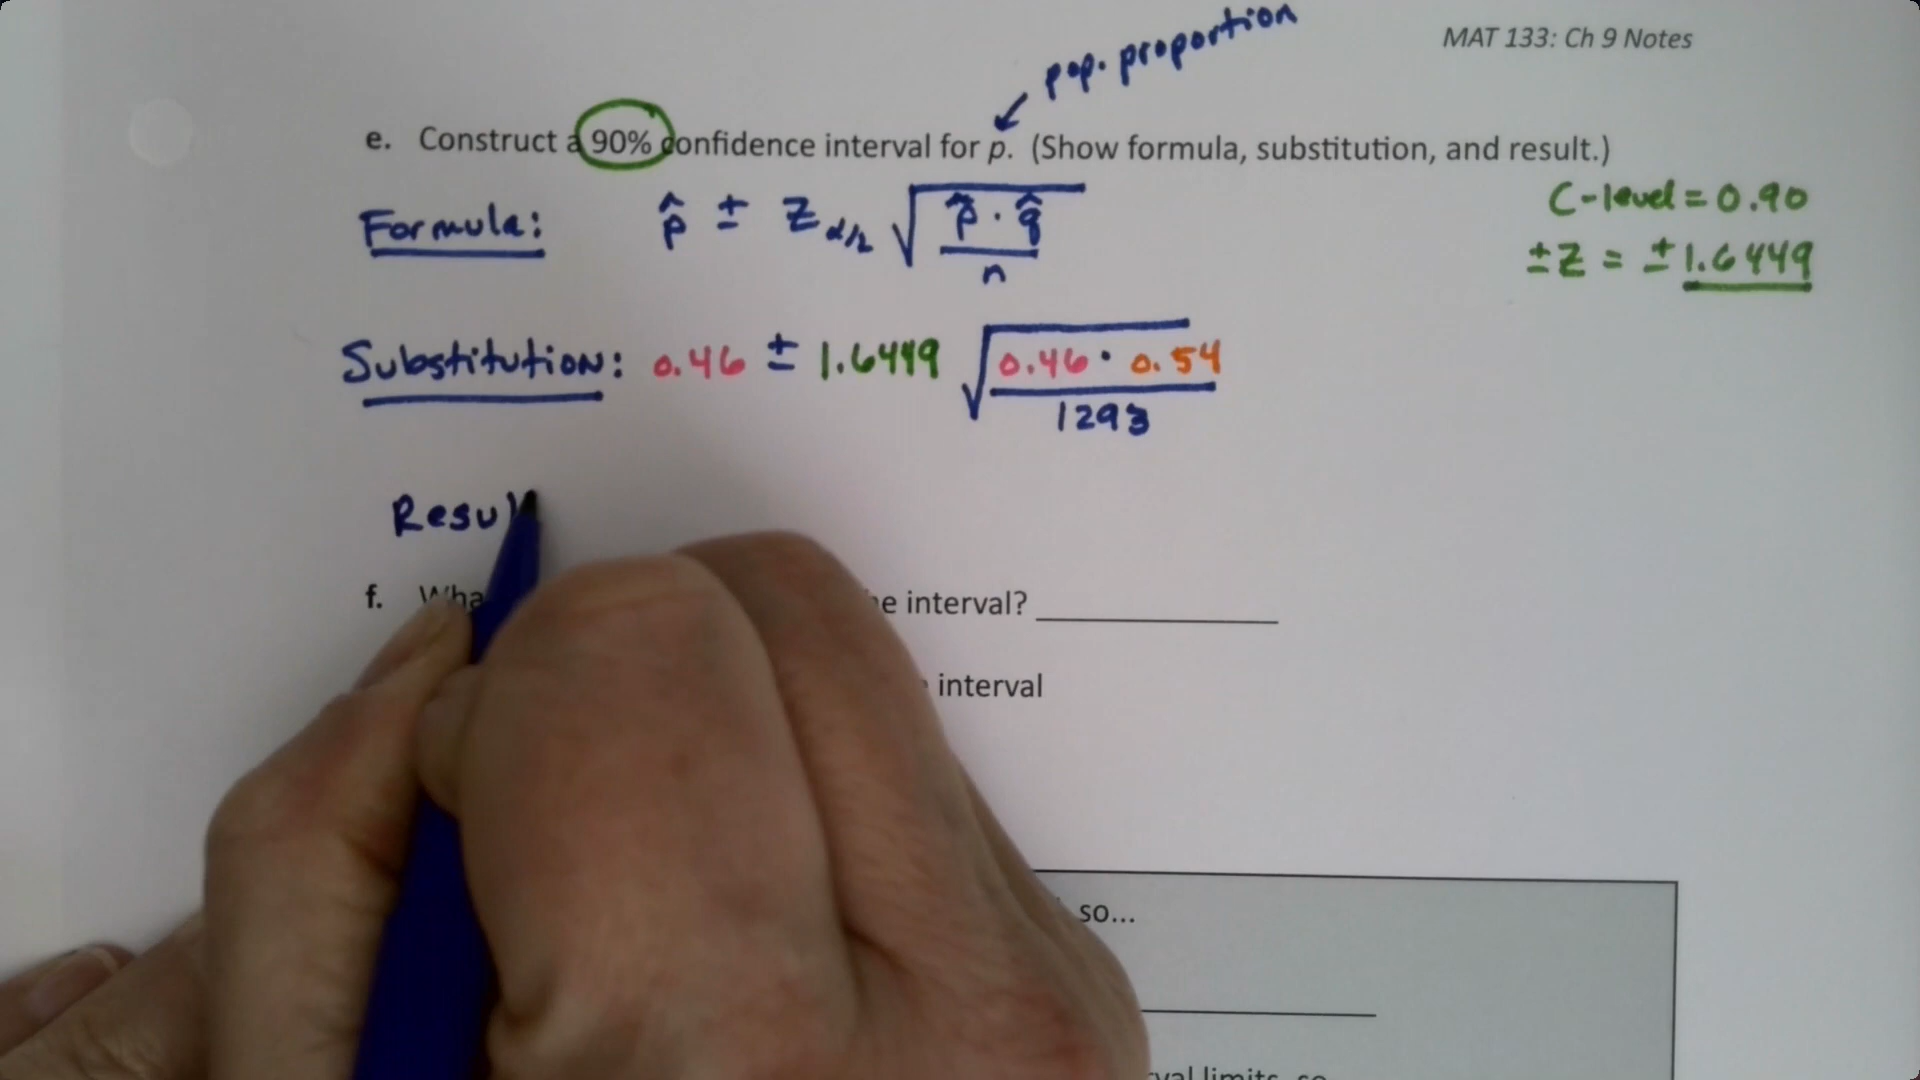 pop. proportion
MAT 133: Ch 9 Notes
e. Construct a 90% confidence interval for p. (Show formula, substitution, and result.)
Formula: p̂ ± z α/2 √ p̂ · q̂ / n
C-level = 0.90
±z = ±1.6449
Substitution: 0.46 ± 1.6449 √ 0.46 · 0.54 / 1293
Resul
f. interval?
interval
so...
limits, so